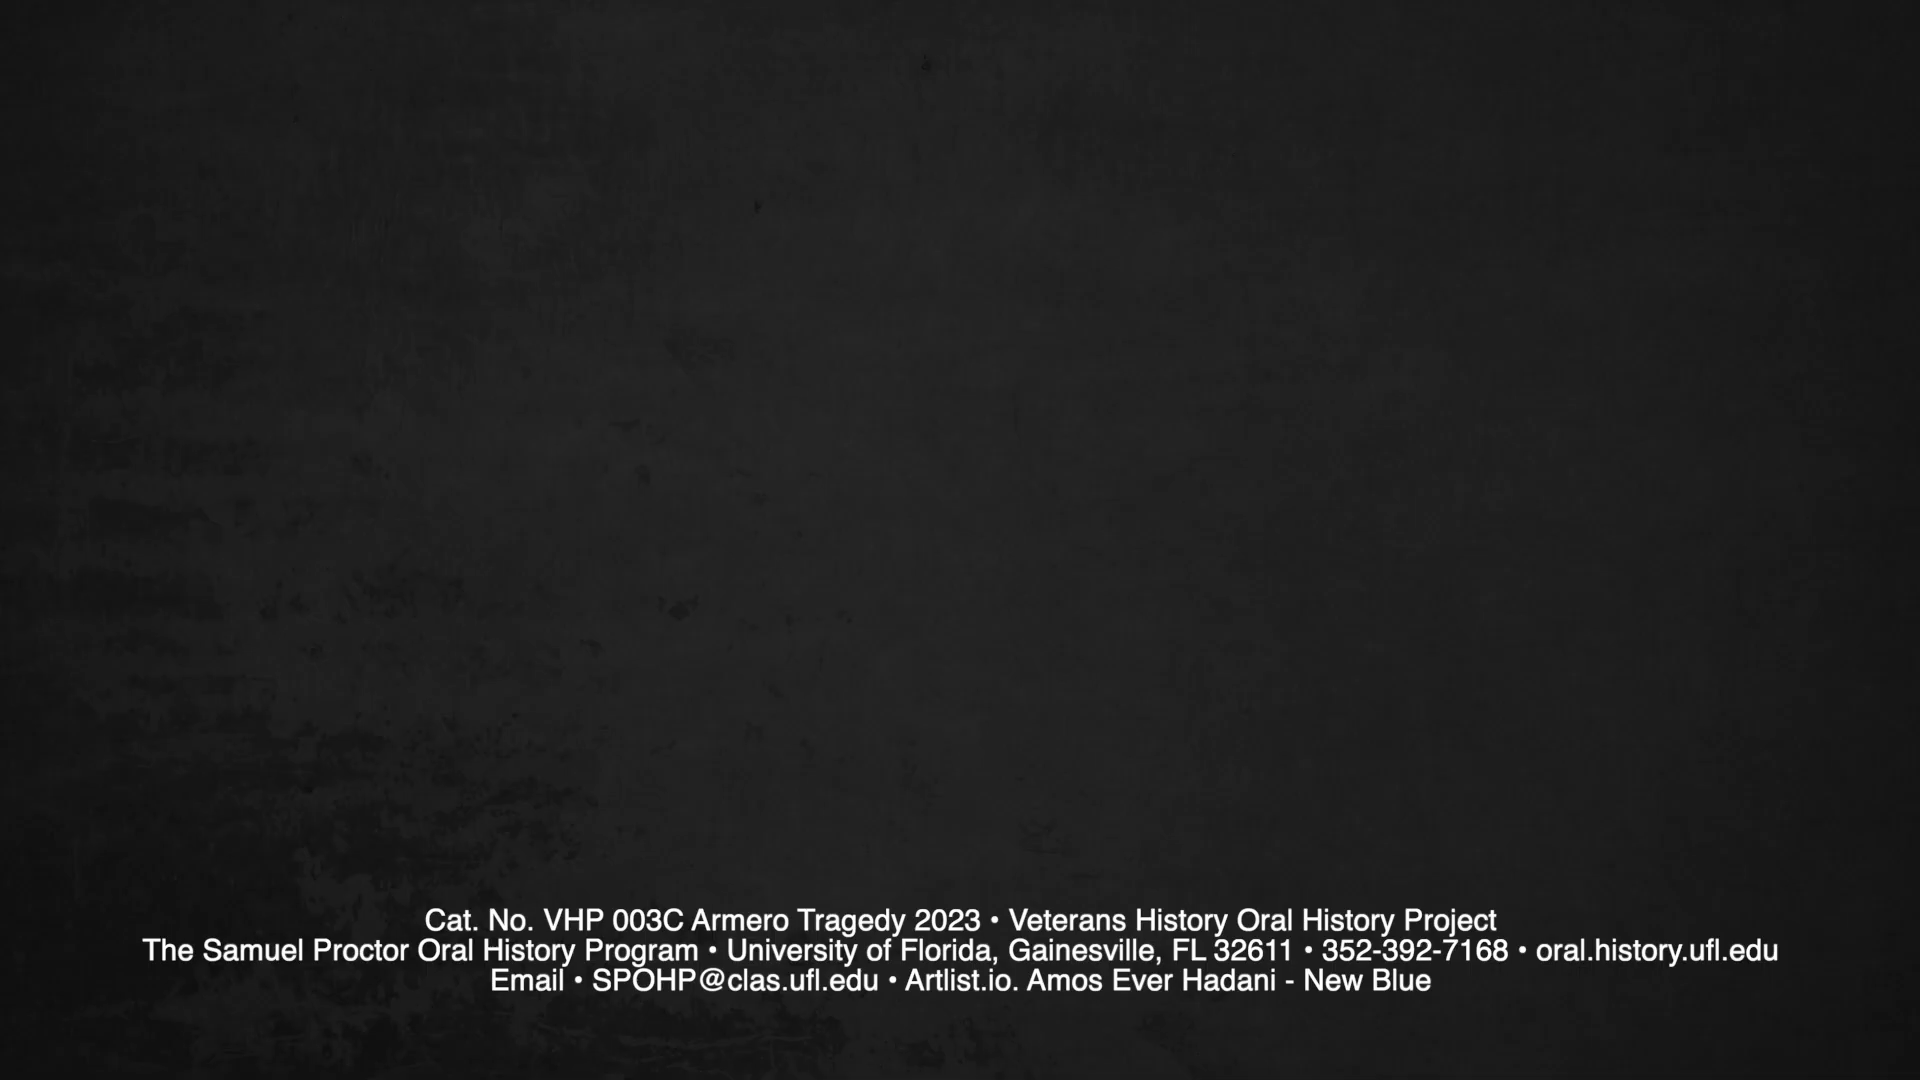 Cat. No. VHP 003C Armero Tragedy 2023 • Veterans History Oral History Project
The Samuel Proctor Oral History Program • University of Florida, Gainesville, FL 32611 • 352-392-7168 • oral.history.ufl.edu
Email • SPOHP@clas.ufl.edu • Artlist.io. Amos Ever Hadani - New Blue